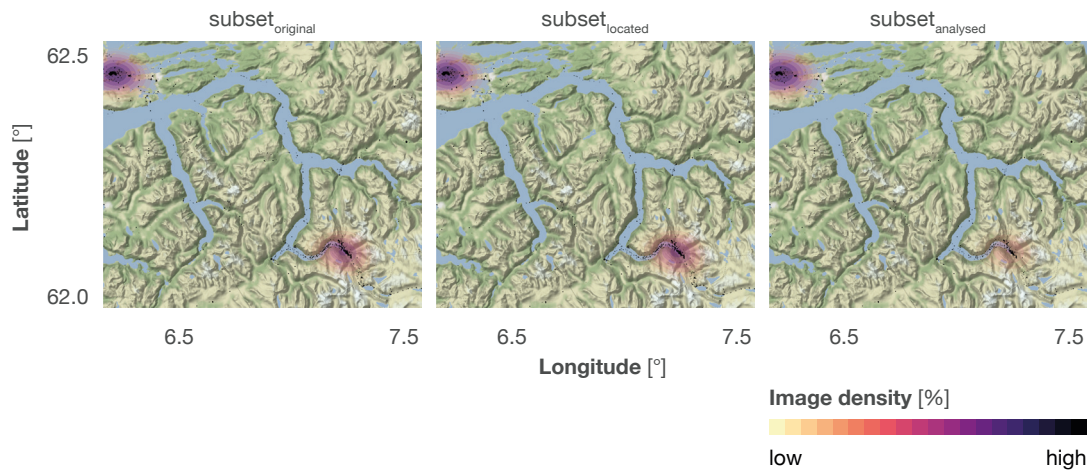 subset_original subset_located subset_analysed
62.5
Latitude [°]
62.0
6.5 7.5 6.5 7.5 6.5 7.5
Longitude [°]
Image density [%]
low high